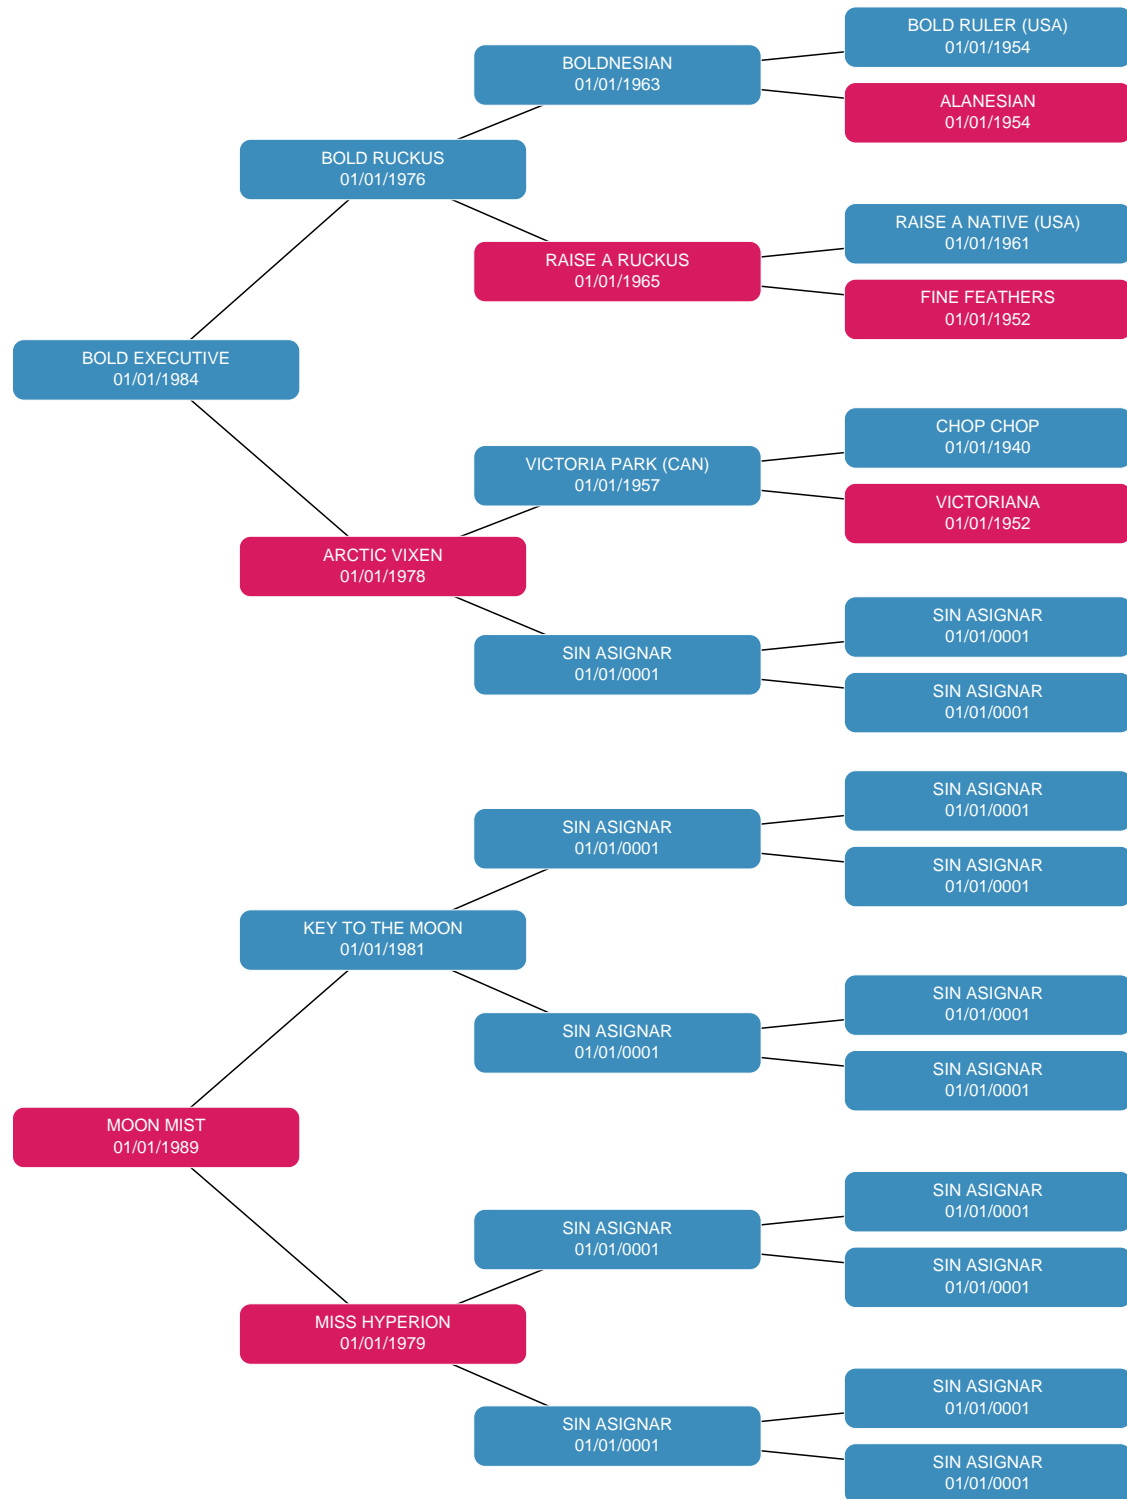 BOLD RULER (USA)
01/01/1954
BOLDNESIAN
01/01/1963
ALANESIAN
01/01/1954
BOLD RUCKUS
01/01/1976
RAISE A NATIVE (USA)
01/01/1961
RAISE A RUCKUS
01/01/1965
FINE FEATHERS
01/01/1952
BOLD EXECUTIVE
01/01/1984
CHOP CHOP
01/01/1940
VICTORIA PARK (CAN)
01/01/1957
VICTORIANA
01/01/1952
ARCTIC VIXEN
01/01/1978
SIN ASIGNAR
01/01/0001
SIN ASIGNAR
01/01/0001
SIN ASIGNAR
01/01/0001
SIN ASIGNAR
01/01/0001
SIN ASIGNAR
01/01/0001
SIN ASIGNAR
01/01/0001
KEY TO THE MOON
01/01/1981
SIN ASIGNAR
01/01/0001
SIN ASIGNAR
01/01/0001
SIN ASIGNAR
01/01/0001
MOON MIST
01/01/1989
SIN ASIGNAR
01/01/0001
SIN ASIGNAR
01/01/0001
SIN ASIGNAR
01/01/0001
MISS HYPERION
01/01/1979
SIN ASIGNAR
01/01/0001
SIN ASIGNAR
01/01/0001
SIN ASIGNAR
01/01/0001